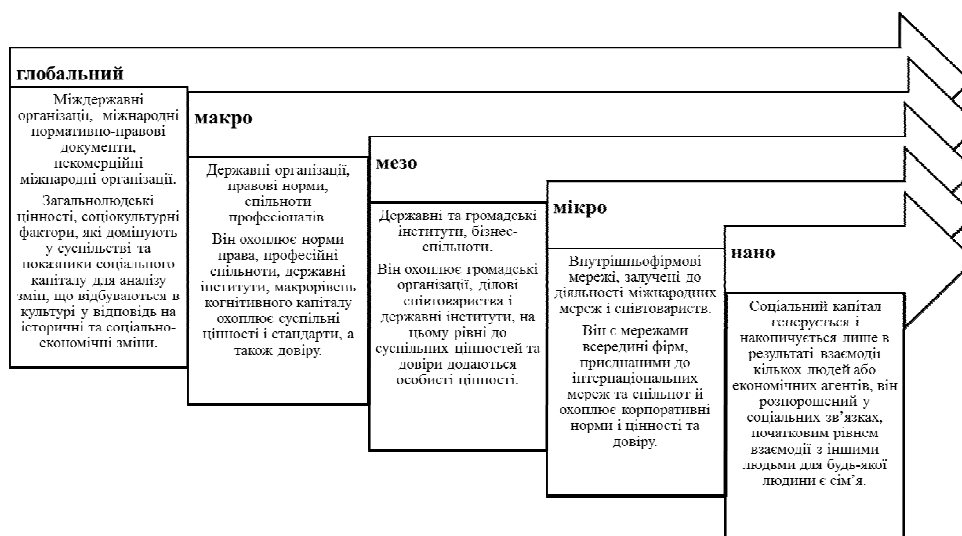 глобальний
Міждержавні
організації, міжнародні
нормативно-правові
документи,
некомерційні
міжнародні організації.
Загальнолюдські
цінності, соціокультурні
фактори, які домінують
у суспільстві та
показники соціального
капіталу для аналізу
змін, що відбуваються в
культурі у відповідь на
історичні та соціально-
економічні зміни.
макро
Державні організації,
правові норми,
спільноти
професіоналів
Він охоплює норми
права, професійні
спільноти, державні
інститути, макрорівень
когнітивного капіталу
охоплює суспільні
цінності і стандарти, а
також довіру.
мезо
Державні та громадські
інститути, бізнес-
спільноти.
Він охоплює громадські
організації, ділові
співтовариства і
державні інститути, на
цьому рівні до
суспільних цінностей та
довіри додаються
особисті цінності.
мікро
Внутрішньофірмові
мережі, залучені до
діяльності міжнародних
мереж і співтовариств.
Він є мережами
всередині фірм,
приєднаними до
інтернаціональних
мереж та спільнот й
охоплює корпоративні
норми і цінності та
довіру.
нано
Соціальний капітал
генерується і
накопичується лише в
результаті взаємодії
кількох людей або
економічних агентів, він
розпорошений у
соціальних зв’язках,
початковим рівнем
взаємодії з іншими
людьми для будь-якої
людини є сім’я.